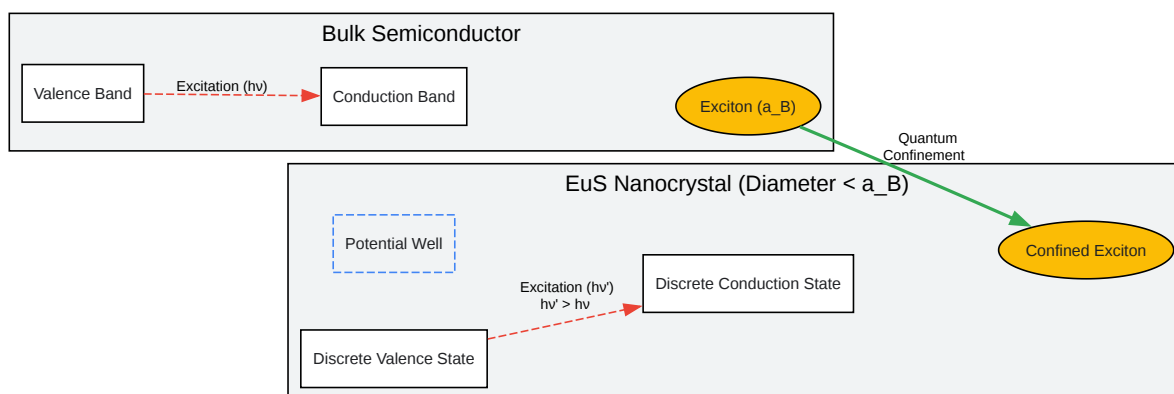 Bulk Semiconductor
Valence Band
Excitation (hν)
Conduction Band
Exciton (a_B)
Quantum
Confinement
EuS Nanocrystal (Diameter < a_B)
Potential Well
Confined Exciton
Excitation (hν')
hν' > hν
Discrete Conduction State
Discrete Valence State